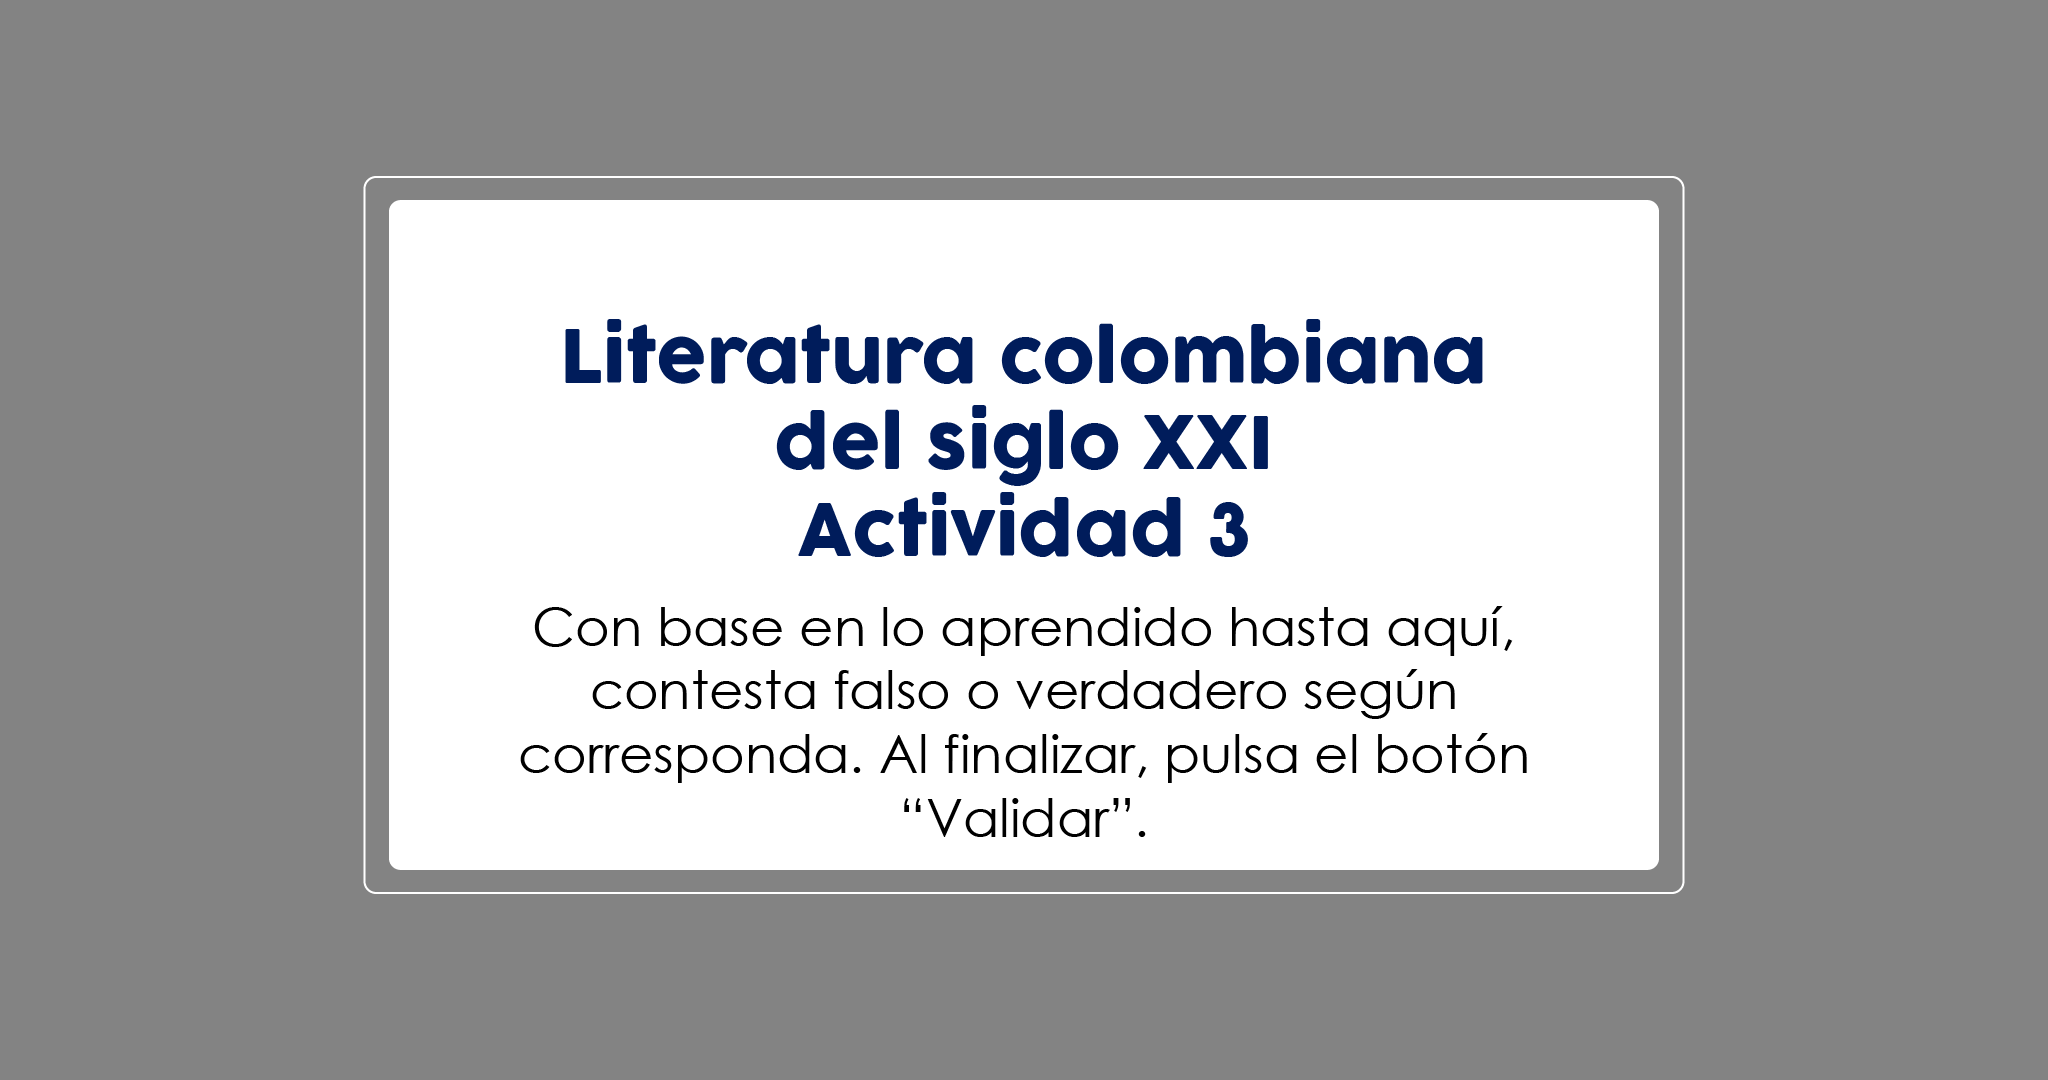 Literatura colombiana
del siglo XXI
Actividad 3
Con base en lo aprendido hasta aquí,
contesta falso o verdadero según
corresponda. Al finalizar, pulsa el botón
“Validar”.